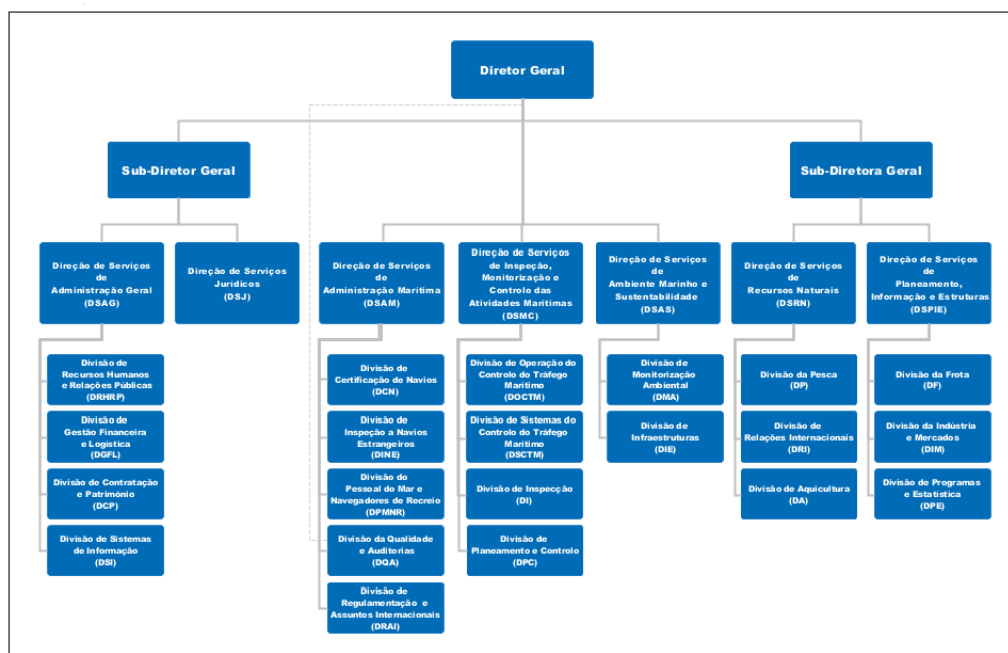 Diretor Geral
Sub-Diretor Geral
Sub-Diretora Geral
Direção de Serviços
de
Administração Geral
(DSAG)
Direção de Serviços
Jurídicos
(DSJ)
Direção de Serviços
de
Administração Marítima
(DSAM)
Direção de Serviços
de Inspeção,
Monitorização e
Controlo das
Atividades Marítimas
(DSMC)
Direção de Serviços
de
Ambiente Marinho e
Sustentabilidade
(DSAS)
Direção de Serviços
de
Recursos Naturais
(DSRN)
Direção de Serviços
de
Planeamento,
Informação e Estruturas
(DSPIE)
Divisão de
Recursos Humanos
e Relações Públicas
(DRHRP)
Divisão de
Gestão Financeira
e Logística
(DGFL)
Divisão de Contratação
e Património
(DCP)
Divisão de Sistemas
de Informação
(DSI)
Divisão de
Certificação de Navios
(DCN)
Divisão de
Inspeção a Navios
Estrangeiros
(DINE)
Divisão do
Pessoal do Mar e
Navegadores de Recreio
(DPMNR)
Divisão da Qualidade
e Auditorias
(DQA)
Divisão de
Regulamentação e
Assuntos Internacionais
(DRAI)
Divisão de Operação do
Controlo do Tráfego
Marítimo
(DOCTM)
Divisão de Sistemas do
Controlo do Tráfego
Marítimo
(DSCTM)
Divisão de Inspecção
(DI)
Divisão de
Planeamento e Controlo
(DPC)
Divisão de
Monitorização
Ambiental
(DMA)
Divisão de
Infraestruturas
(DIE)
Divisão da Pesca
(DP)
Divisão de
Relações Internacionais
(DRI)
Divisão de Aquicultura
(DA)
Divisão da Frota
(DF)
Divisão da Indústria
e Mercados
(DIM)
Divisão de Programas
e Estatística
(DPE)